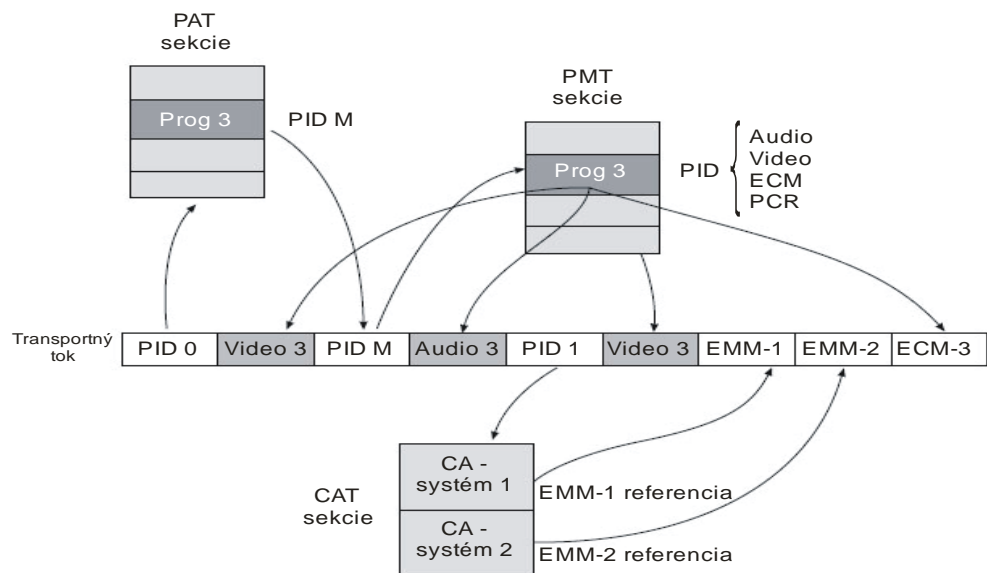 PAT
sekcie
Prog 3
PID M
PMT
sekcie
Prog 3
PID
Audio
Video
ECM
PCR
Transportný
tok
PID 0
Video 3
PID M
Audio 3
PID 1
Video 3
EMM-1
EMM-2
ECM-3
CAT
sekcie
CA -
systém 1
CA -
systém 2
EMM-1 referencia
EMM-2 referencia